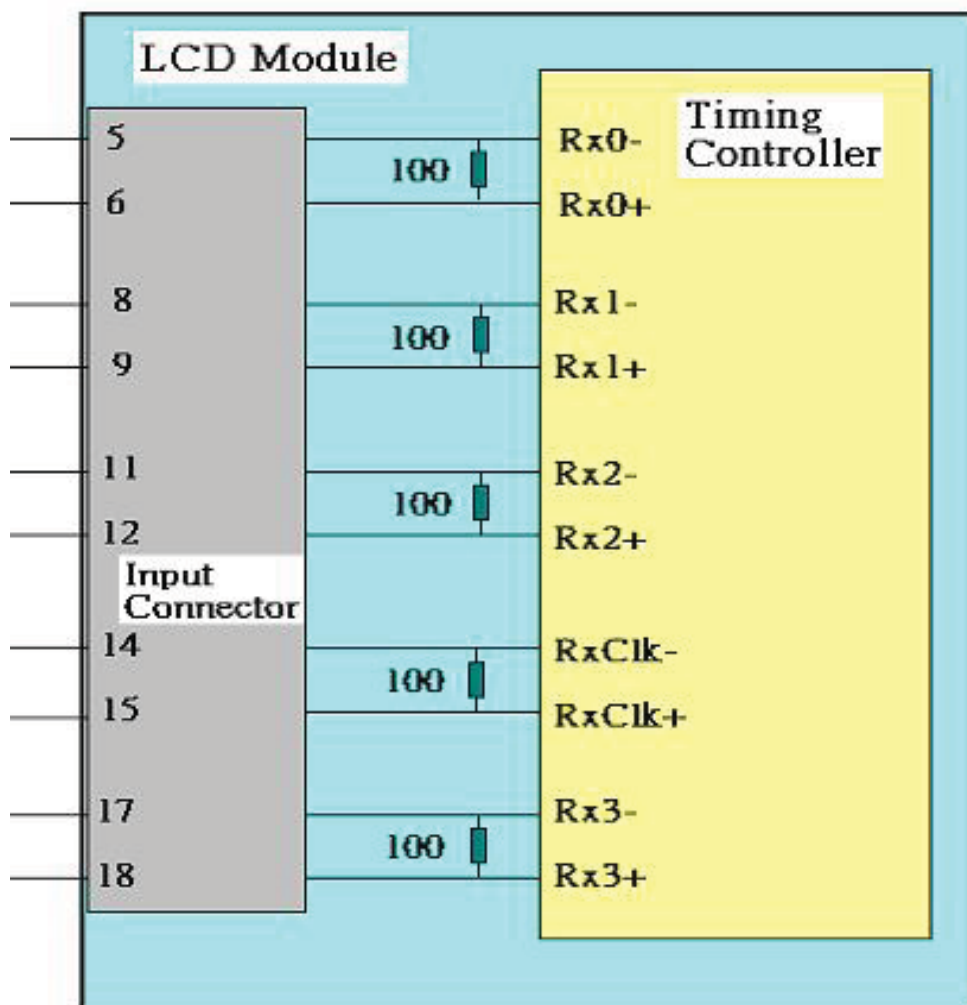 LCD Module
Timing
Controller
5
100
Rx0-
6
Rx0+
8
100
Rx1-
9
Rx1+
11
100
Rx2-
12
Rx2+
Input
Connector
14
100
RxClk-
15
RxClk+
17
100
Rx3-
18
Rx3+